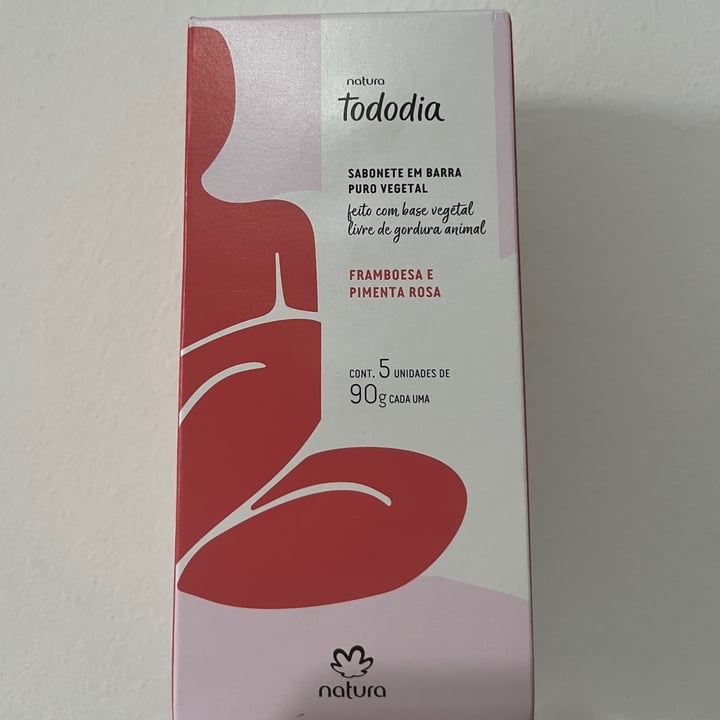 natura
tododia
SABONETE EM BARRA
PURO VEGETAL
feito com base vegetal
livre de gordura animal
FRAMBOESA E
PIMENTA ROSA
CONT. 5 UNIDADES DE
90g CADA UMA
natura